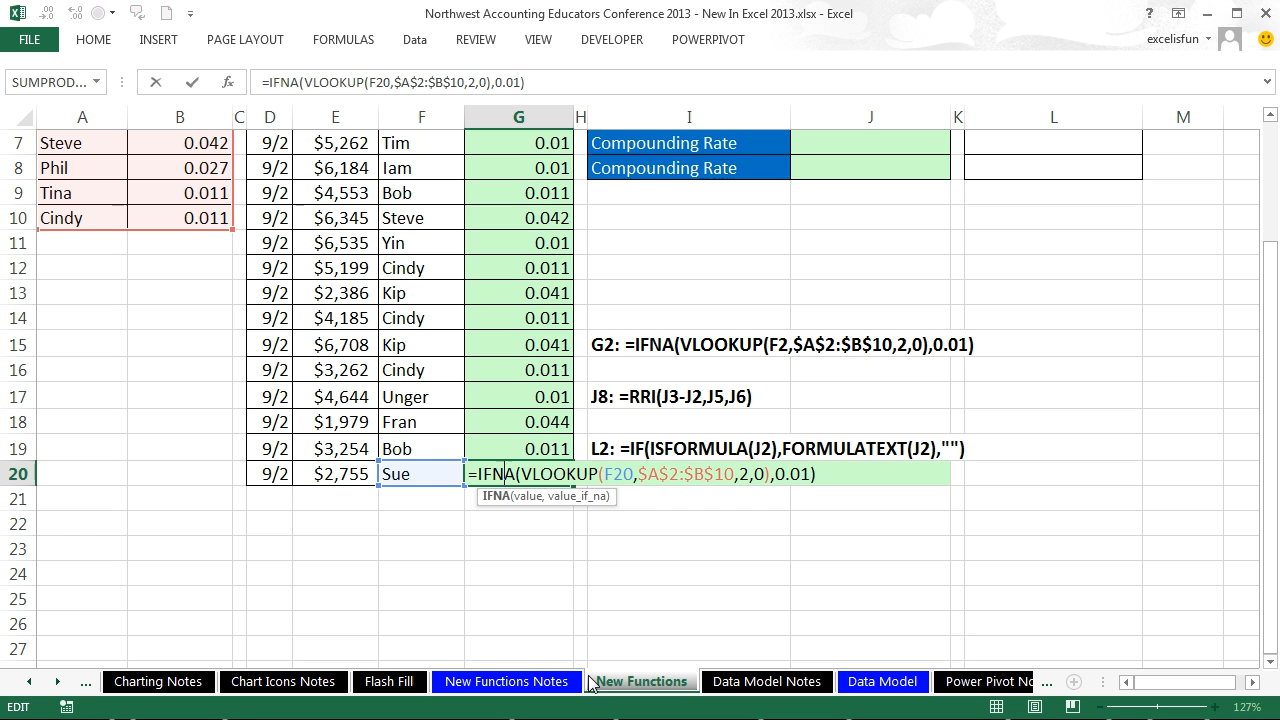 Northwest Accounting Educators Conference 2013 - New In Excel 2013.xlsx - Excel
FILE HOME INSERT PAGE LAYOUT FORMULAS Data REVIEW VIEW DEVELOPER POWERPIVOT excelisfun
SUMPROD... fx =IFNA(VLOOKUP(F20,$A$2:$B$10,2,0),0.01)
A B C D E F G H I J K L M
7 Steve 0.042 9/2 $5,262 Tim 0.01 Compounding Rate
8 Phil 0.027 9/2 $6,184 Iam 0.01 Compounding Rate
9 Tina 0.011 9/2 $4,553 Bob 0.011
10 Cindy 0.011 9/2 $6,345 Steve 0.042
11 9/2 $6,535 Yin 0.01
12 9/2 $5,199 Cindy 0.011
13 9/2 $2,386 Kip 0.041
14 9/2 $4,185 Cindy 0.011
15 9/2 $6,708 Kip 0.041 G2: =IFNA(VLOOKUP(F2,$A$2:$B$10,2,0),0.01)
16 9/2 $3,262 Cindy 0.011
17 9/2 $4,644 Unger 0.01 J8: =RRI(J3-J2,J5,J6)
18 9/2 $1,979 Fran 0.044
19 9/2 $3,254 Bob 0.011 L2: =IF(ISFORMULA(J2),FORMULATEXT(J2),"")
20 9/2 $2,755 Sue =IFNA(VLOOKUP(F20,$A$2:$B$10,2,0),0.01)
21 IFNA(value, value_if_na)
22
23
24
25
26
27
... Charting Notes Chart Icons Notes Flash Fill New Functions Notes New Functions Data Model Notes Data Model Power Pivot No ...
EDIT 127%